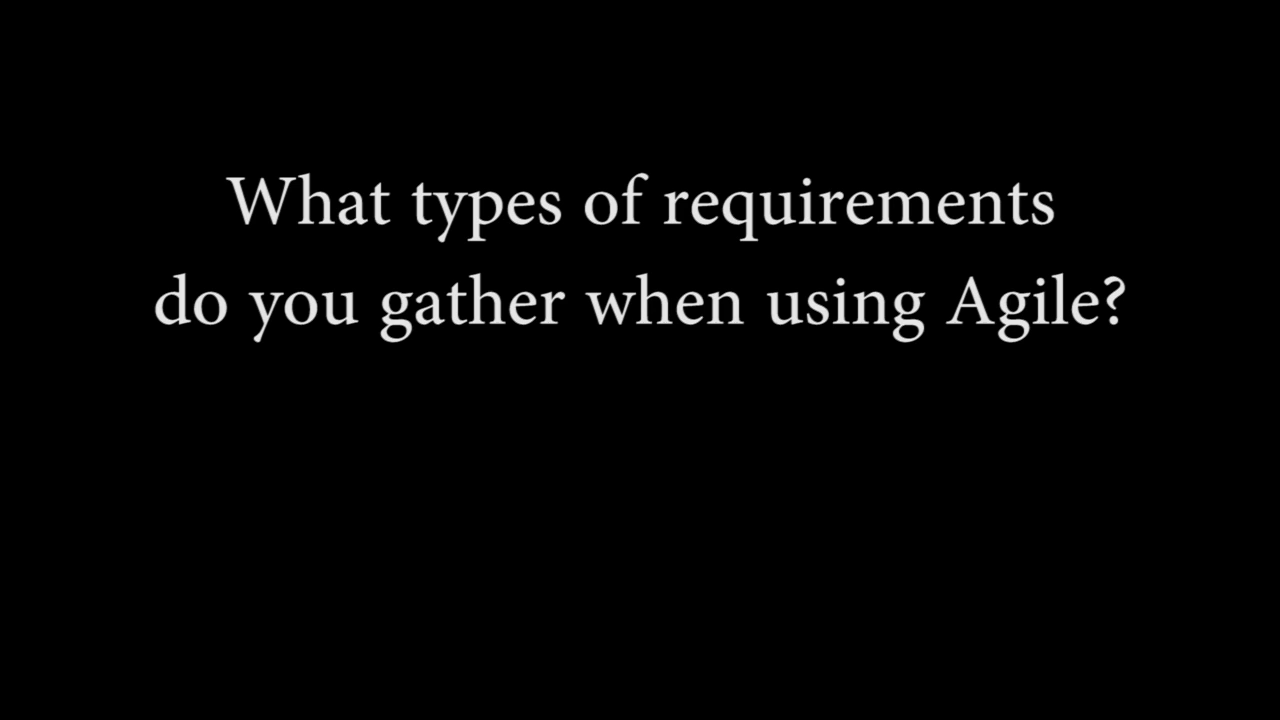 What types of requirements
do you gather when using Agile?